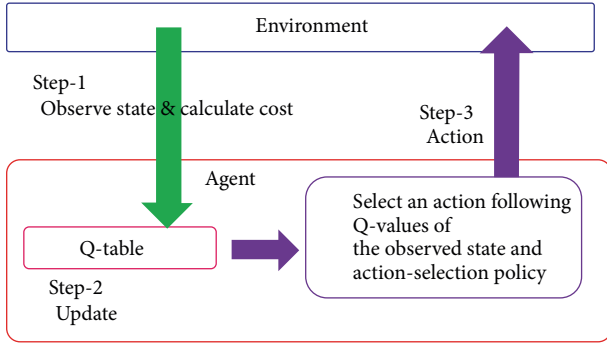 Environment
Step-1
Observe state & calculate cost
Step-3
Action
Agent
Q-table
Step-2
Update
Select an action following
Q-values of
the observed state and
action-selection policy